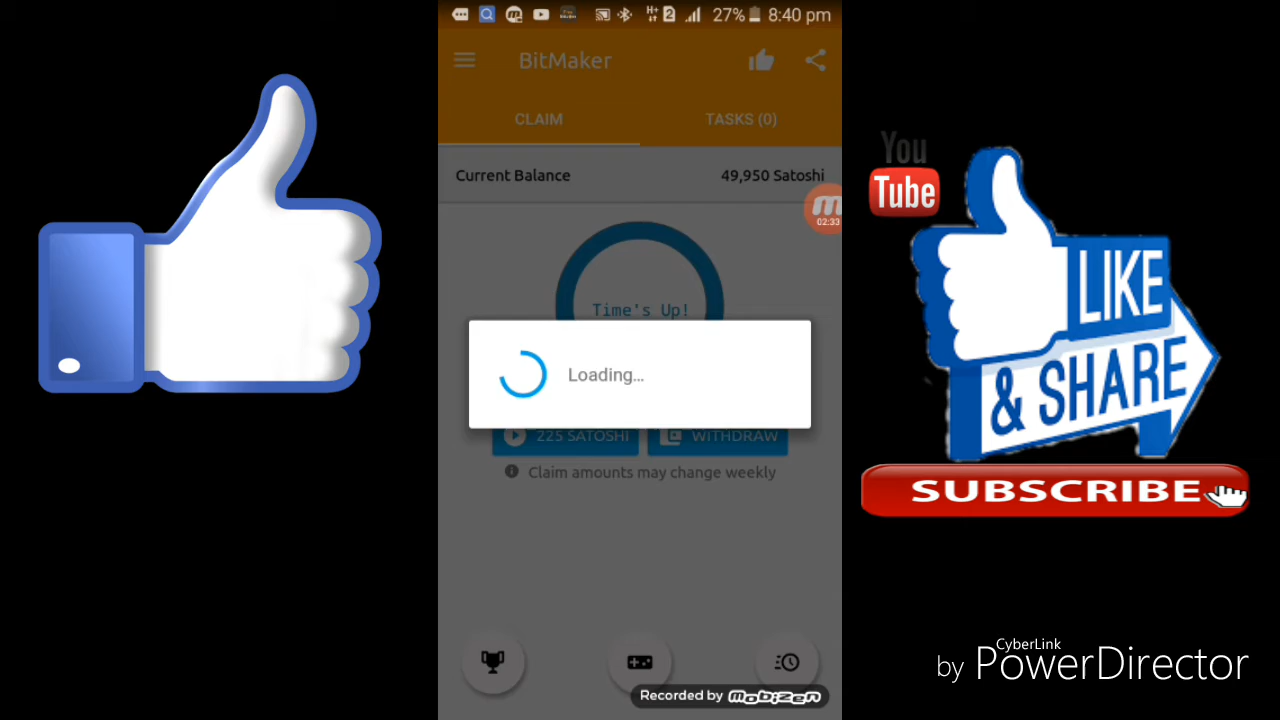 27% 8:40 pm
BitMaker
CLAIM
TASKS (0)
Current Balance
49,950 Satoshi
02:33
Time's Up!
Loading...
225 SATOSHI
WITHDRAW
Claim amounts may change weekly
Recorded by mobizen
You
Tube
LIKE
& SHARE
SUBSCRIBE
CyberLink
by PowerDirector